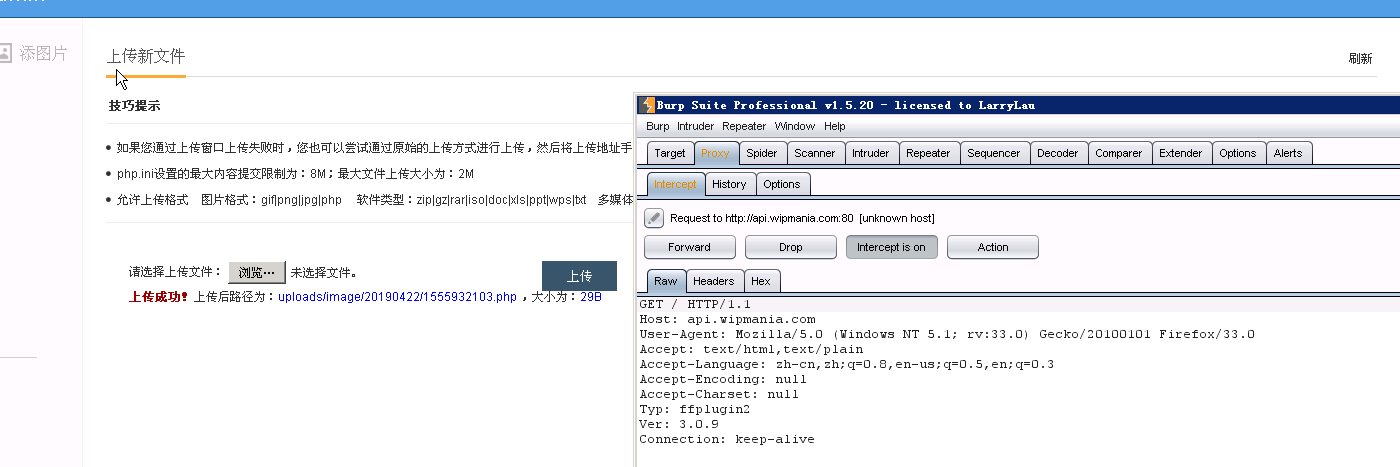 添图片
上传新文件
刷新
技巧提示
如果您通过上传窗口上传失败时，您也可以尝试通过原始的上传方式进行上传，然后将上传地址手
php.ini设置的最大内容提交限制为：8M；最大文件上传大小为：2M
允许上传格式 图片格式：gif|png|jpg|php 软件类型：zip|gz|rar|iso|doc|xls|ppt|wps|txt 多媒体
请选择上传文件： 浏览… 未选择文件。 上传
上传成功！上传后路径为：uploads/image/20190422/1555932103.php ，大小为：29B
Burp Suite Professional v1.5.20 - licensed to LarryLau
Burp Intruder Repeater Window Help
Target Proxy Spider Scanner Intruder Repeater Sequencer Decoder Comparer Extender Options Alerts
Intercept History Options
Request to http://api.wipmania.com:80 [unknown host]
Forward Drop Intercept is on Action
Raw Headers Hex
GET / HTTP/1.1
Host: api.wipmania.com
User-Agent: Mozilla/5.0 (Windows NT 5.1; rv:33.0) Gecko/20100101 Firefox/33.0
Accept: text/html,text/plain
Accept-Language: zh-cn,zh;q=0.8,en-us;q=0.5,en;q=0.3
Accept-Encoding: null
Accept-Charset: null
Typ: ffplugin2
Ver: 3.0.9
Connection: keep-alive